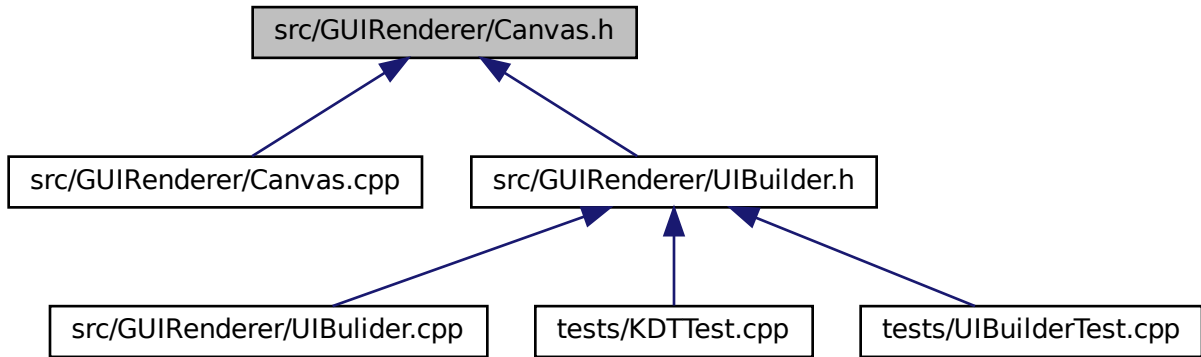 src/GUIRenderer/Canvas.h
src/GUIRenderer/Canvas.cpp
src/GUIRenderer/UIBuilder.h
src/GUIRenderer/UIBulider.cpp
tests/KDTTest.cpp
tests/UIBuilderTest.cpp